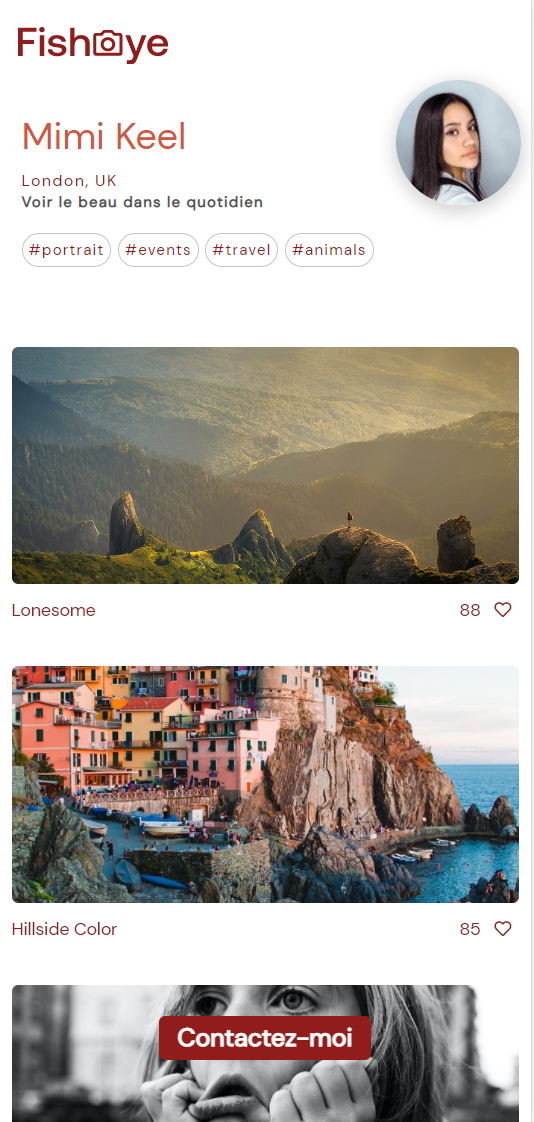 Fisheye
Mimi Keel
London, UK
Voir le beau dans le quotidien
#portrait #events #travel #animals
Lonesome 88
Hillside Color 85
Contactez-moi